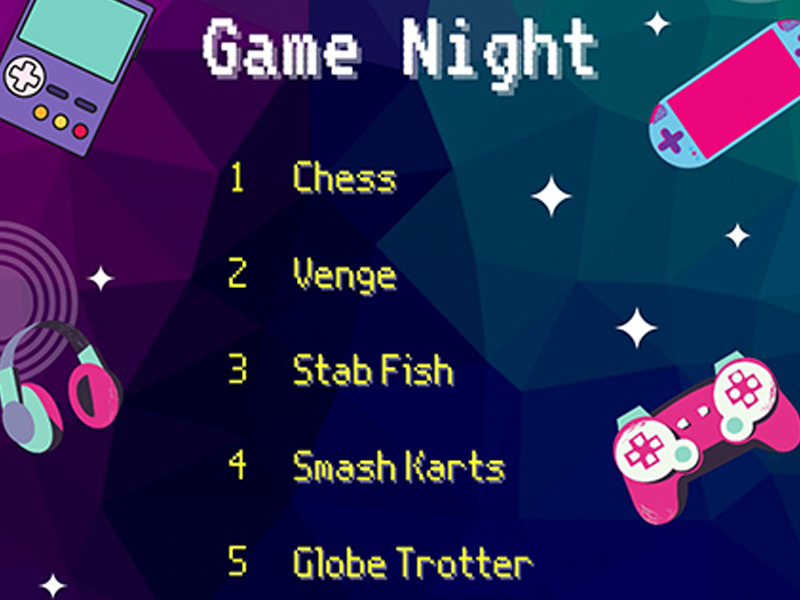 Game Night
1 Chess
2 Venge
3 Stab Fish
4 Smash Karts
5 Globe Trotter